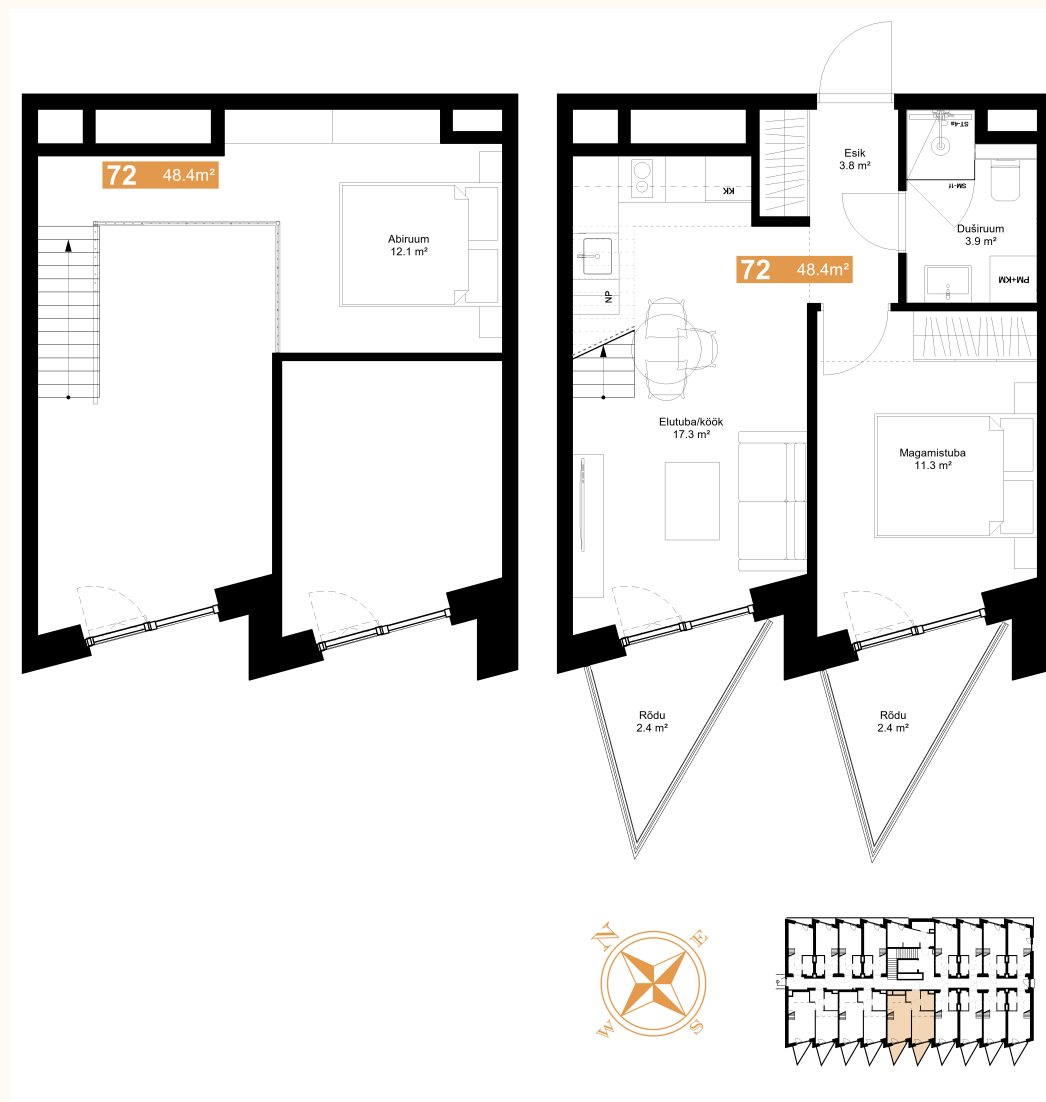 72 48.4m²
Abiruum
12.1 m²
Esik
3.8 m²
ST-4a
SM-11
KK
Duširuum
3.9 m²
72 48.4m²
PM+KM
NP
Elutuba/köök
17.3 m²
Magamistuba
11.3 m²
Rõdu
2.4 m²
Rõdu
2.4 m²
N
E
W
S